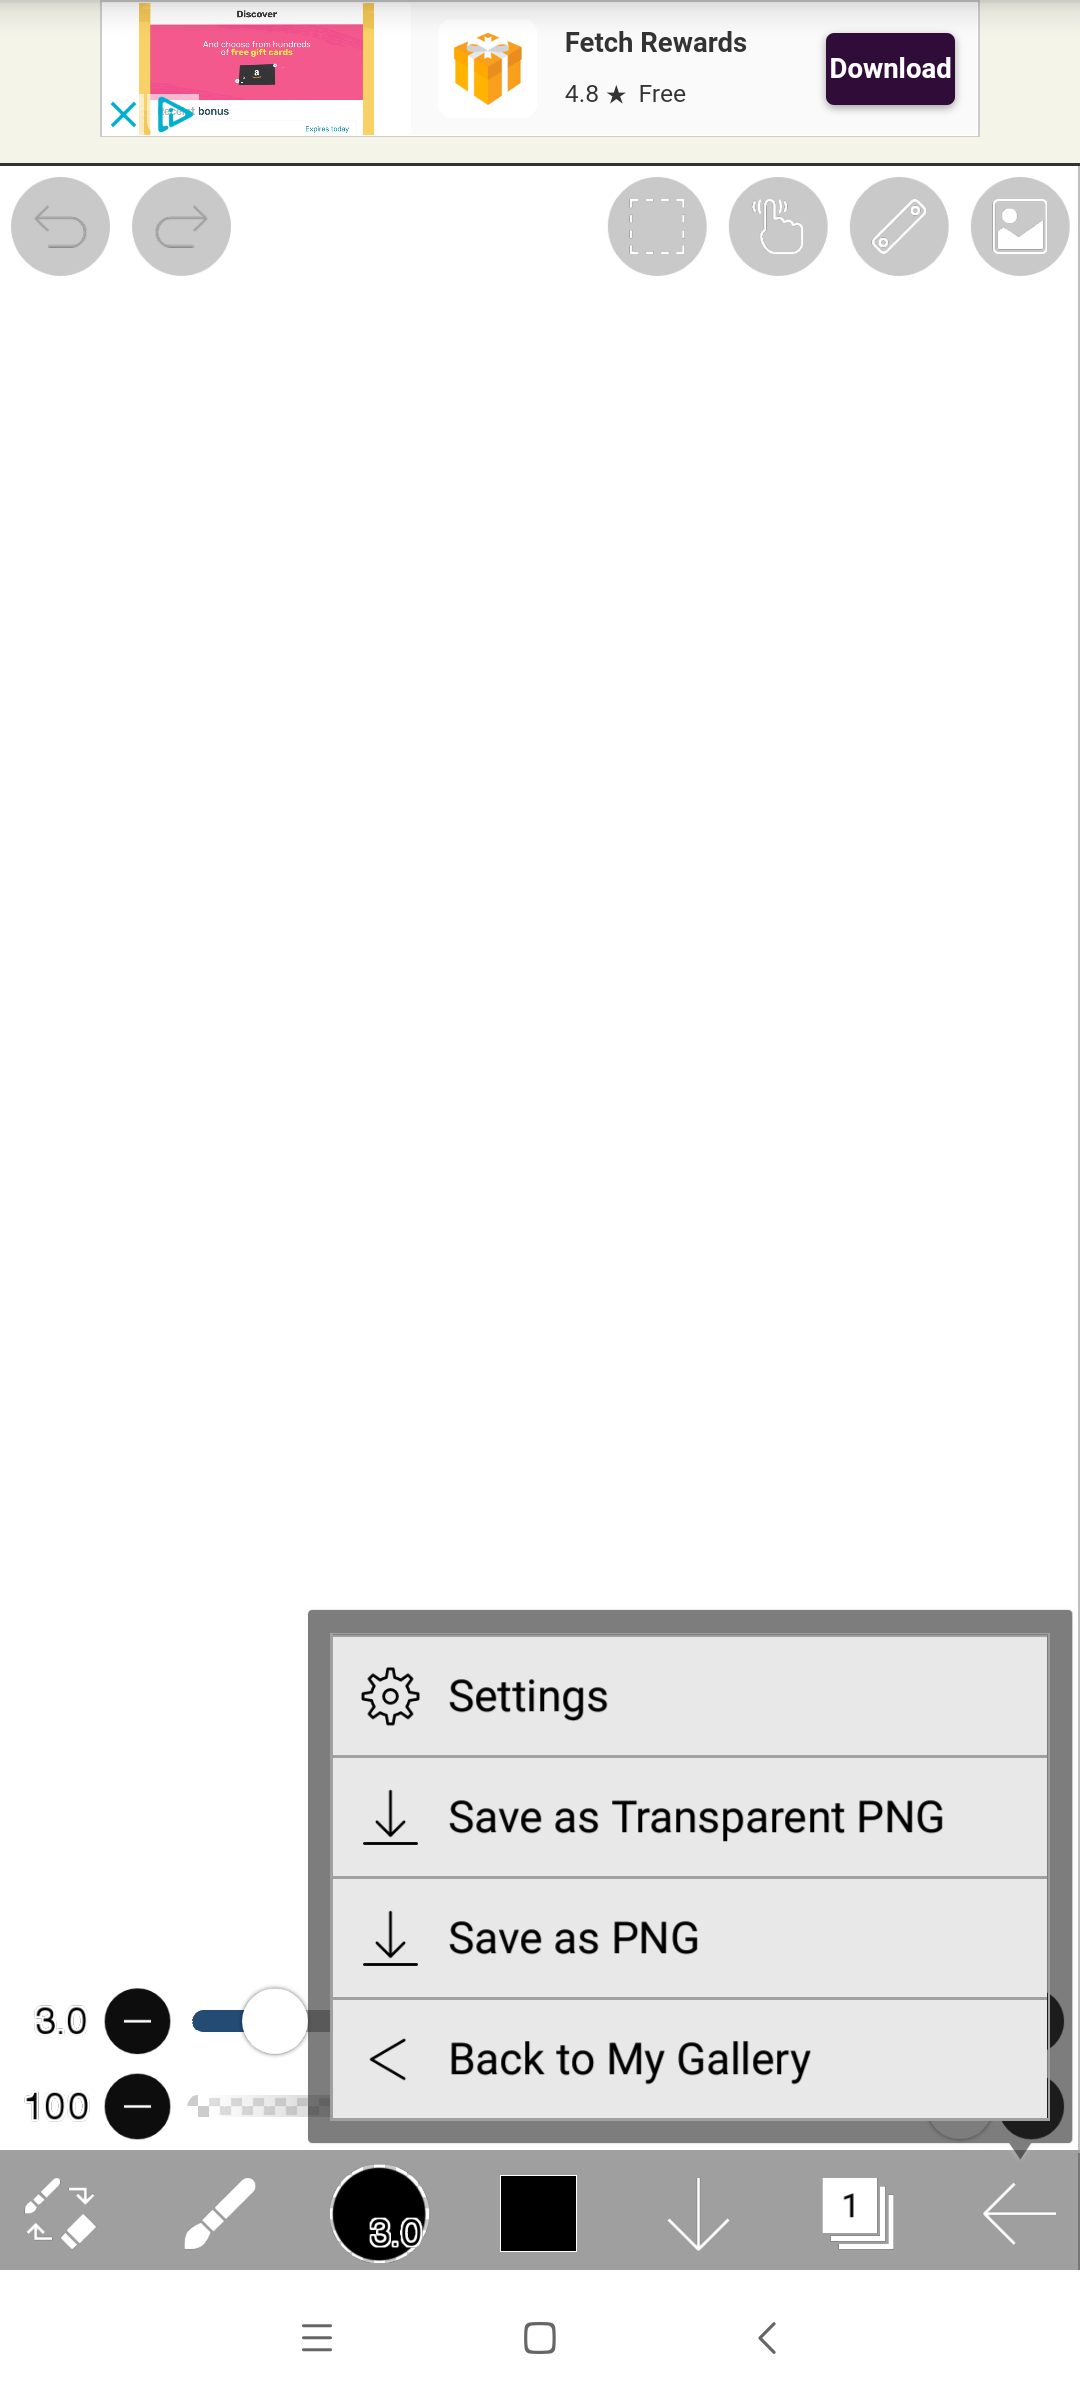 Discover
And choose from hundreds
of free gift cards
a
bonus
Expires today
Fetch Rewards
4.8 ★ Free
Download
Settings
Save as Transparent PNG
Save as PNG
Back to My Gallery
3.0
100
3.0
1